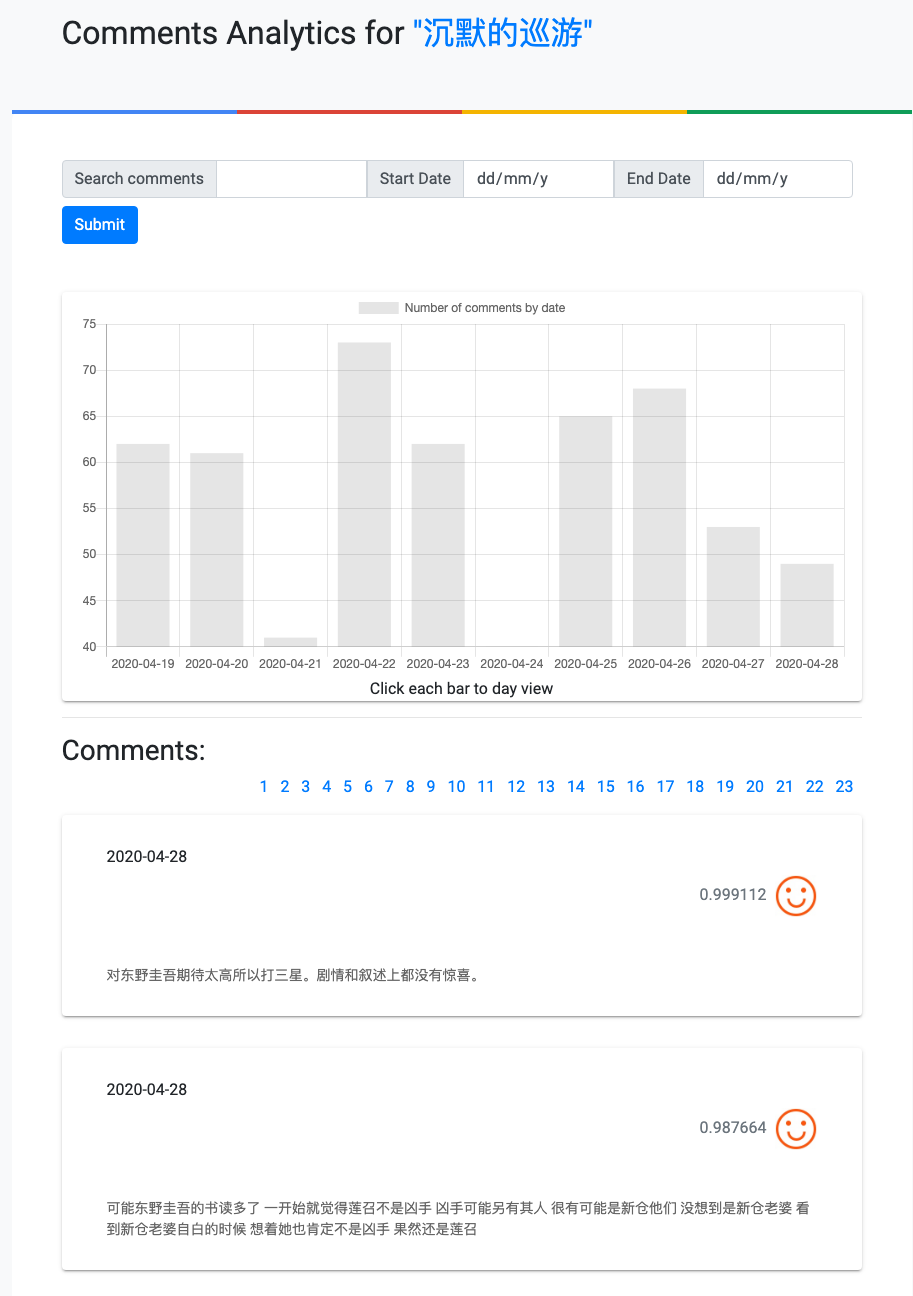 Comments Analytics for "沉默的巡游"
Search comments Start Date dd/mm/y End Date dd/mm/y
Submit
Number of comments by date
75
70
65
60
55
50
45
40
2020-04-19 2020-04-20 2020-04-21 2020-04-22 2020-04-23 2020-04-24 2020-04-25 2020-04-26 2020-04-27 2020-04-28
Click each bar to day view
Comments:
1 2 3 4 5 6 7 8 9 10 11 12 13 14 15 16 17 18 19 20 21 22 23
2020-04-28
0.999112
对东野圭吾期待太高所以打三星。剧情和叙述上都没有惊喜。
2020-04-28
0.987664
可能东野圭吾的书读多了 一开始就觉得莲召不是凶手 凶手可能另有其人 很有可能是新仓他们 没想到是新仓老婆 看
到新仓老婆自白的时候 想着她也肯定不是凶手 果然还是莲召